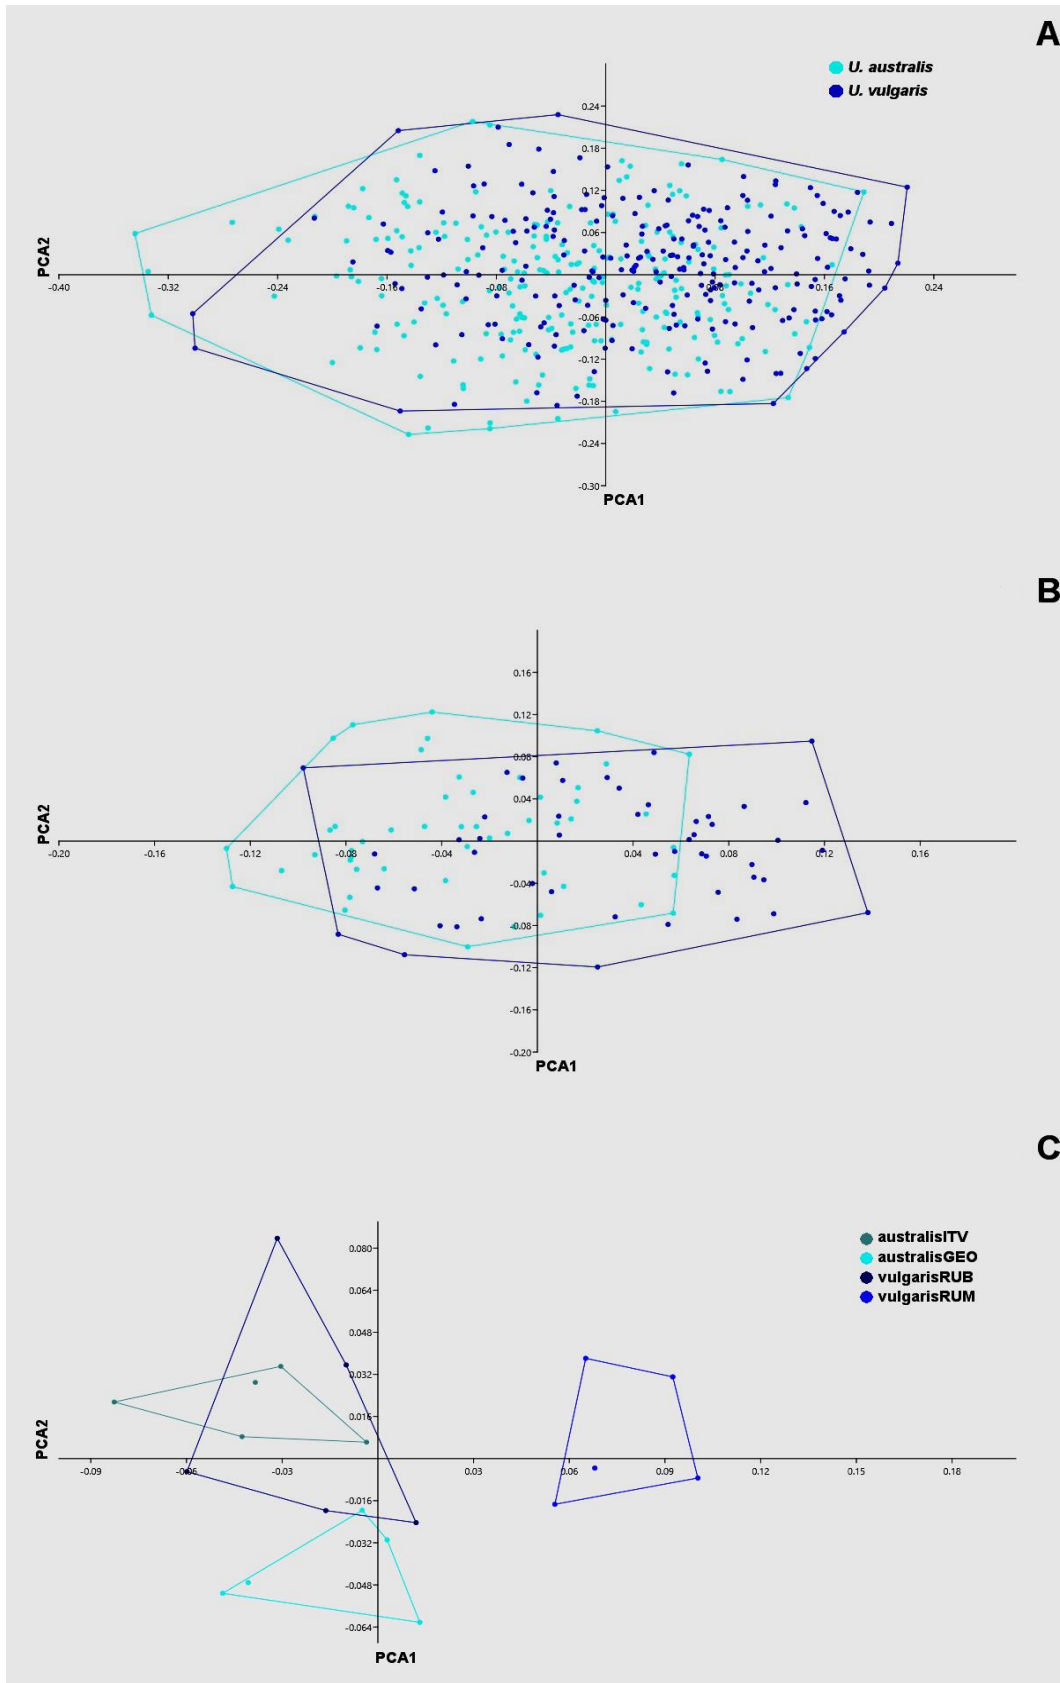 A
U. australis
U. vulgaris
0.24
0.18
0.12
0.06
PCA2
-0.40 -0.32 -0.24 -0.16 -0.08 0.08 0.16 0.24
-0.06
-0.12
-0.18
-0.24
-0.30
PCA1
B
0.16
0.12
0.08
0.04
PCA2
-0.20 -0.16 -0.12 -0.08 -0.04 0.04 0.08 0.12 0.16
-0.04
-0.08
-0.12
-0.16
-0.20
PCA1
C
australisITV
australisGEO
vulgarisRUB
vulgarisRUM
0.080
0.064
0.048
0.032
0.016
PCA2
-0.09 -0.06 -0.03 0.03 0.06 0.09 0.12 0.15 0.18
-0.016
-0.032
-0.048
-0.064
PCA1